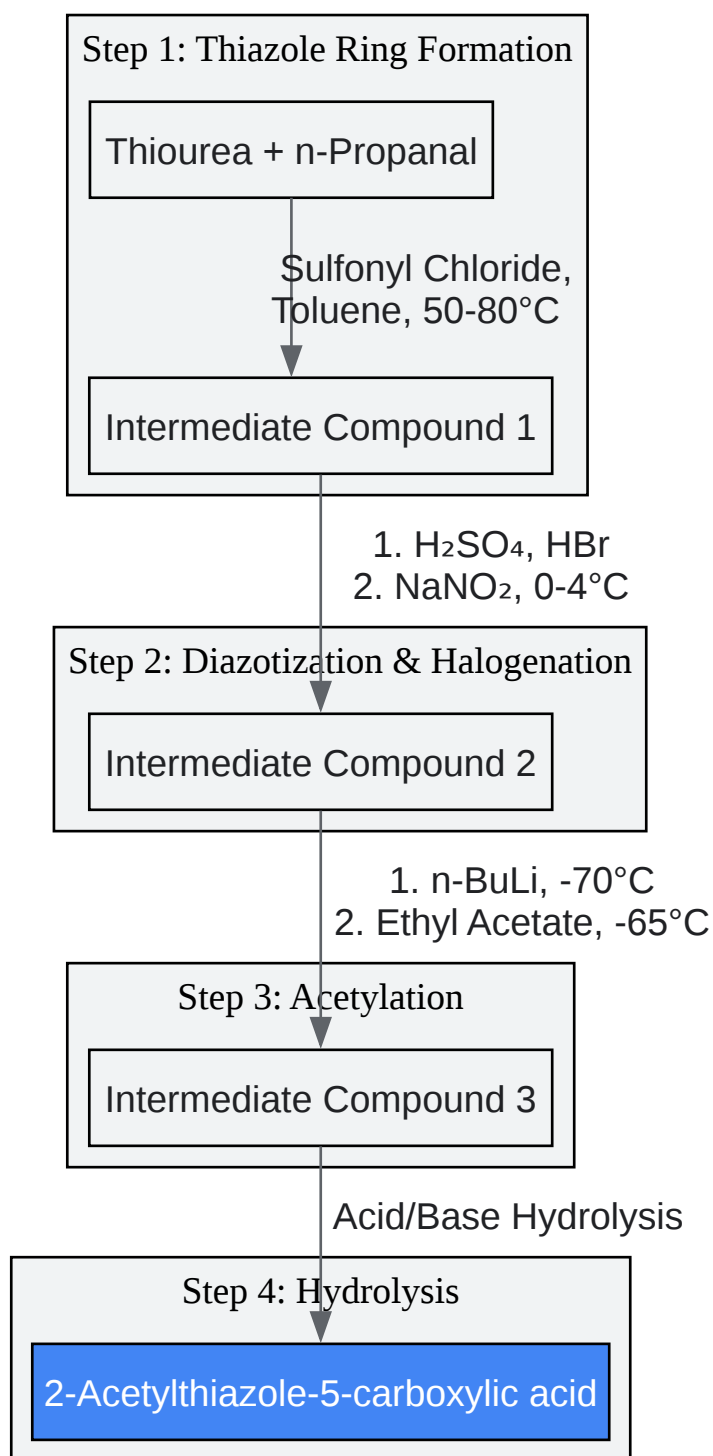 Step 1: Thiazole Ring Formation
Thiourea + n-Propanal
Sulfonyl Chloride,
Toluene, 50-80°C
Intermediate Compound 1
1. H₂SO₄, HBr
2. NaNO₂, 0-4°C
Step 2: Diazotization & Halogenation
Intermediate Compound 2
1. n-BuLi, -70°C
2. Ethyl Acetate, -65°C
Step 3: Acetylation
Intermediate Compound 3
Acid/Base Hydrolysis
Step 4: Hydrolysis
2-Acetylthiazole-5-carboxylic acid